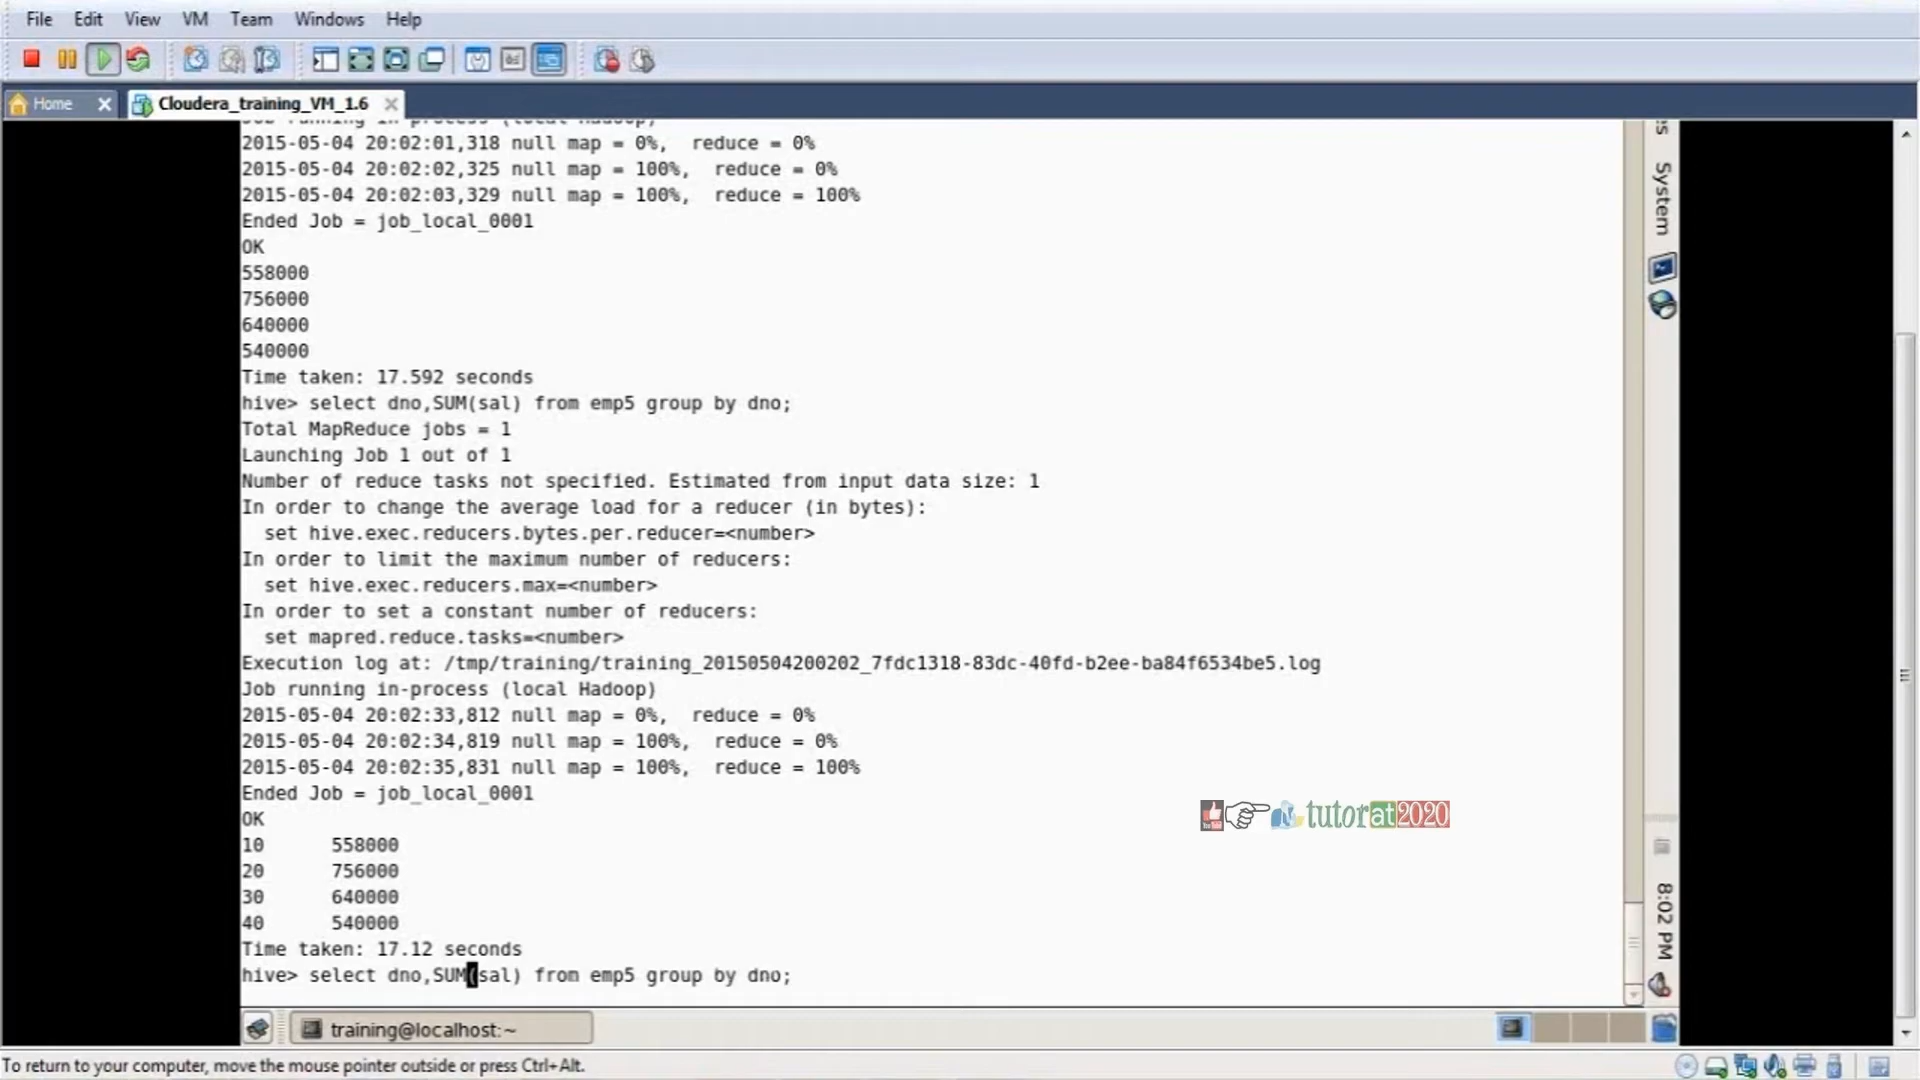 File Edit View VM Team Windows Help
Home
Cloudera_training_VM_1.6
Job running in-process (local Hadoop)
2015-05-04 20:02:01,318 null map = 0%,  reduce = 0%
2015-05-04 20:02:02,325 null map = 100%,  reduce = 0%
2015-05-04 20:02:03,329 null map = 100%,  reduce = 100%
Ended Job = job_local_0001
OK
558000
756000
640000
540000
Time taken: 17.592 seconds
hive> select dno,SUM(sal) from emp5 group by dno;
Total MapReduce jobs = 1
Launching Job 1 out of 1
Number of reduce tasks not specified. Estimated from input data size: 1
In order to change the average load for a reducer (in bytes):
  set hive.exec.reducers.bytes.per.reducer=<number>
In order to limit the maximum number of reducers:
  set hive.exec.reducers.max=<number>
In order to set a constant number of reducers:
  set mapred.reduce.tasks=<number>
Execution log at: /tmp/training/training_20150504200202_7fdc1318-83dc-40fd-b2ee-ba84f6534be5.log
Job running in-process (local Hadoop)
2015-05-04 20:02:33,812 null map = 0%,  reduce = 0%
2015-05-04 20:02:34,819 null map = 100%,  reduce = 0%
2015-05-04 20:02:35,831 null map = 100%,  reduce = 100%
Ended Job = job_local_0001
OK
10      558000
20      756000
30      640000
40      540000
Time taken: 17.12 seconds
hive> select dno,SUM(sal) from emp5 group by dno;
System
tutorat2020
8:02 PM
training@localhost:~
To return to your computer, move the mouse pointer outside or press Ctrl+Alt.